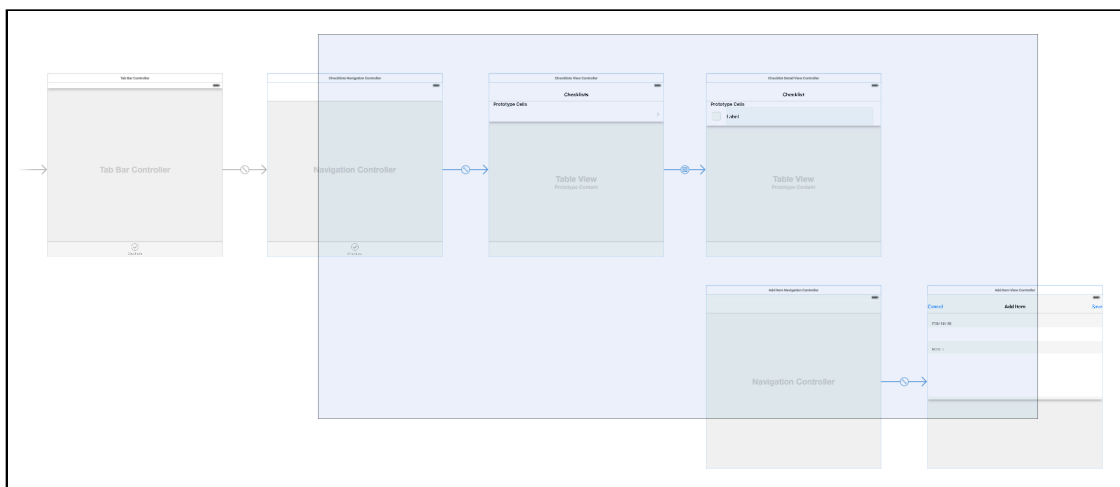 Tab Bar Controller
Tab Bar Controller
Checklists Navigation Controller
Navigation Controller
Checklists View Controller
Checklists
Prototype Cells
Table View
Prototype Content
Checklist Detail View Controller
Checklist
Prototype Cells
Label
Table View
Prototype Content
Add Item Navigation Controller
Navigation Controller
Add Item View Controller
Cancel Add Item Save